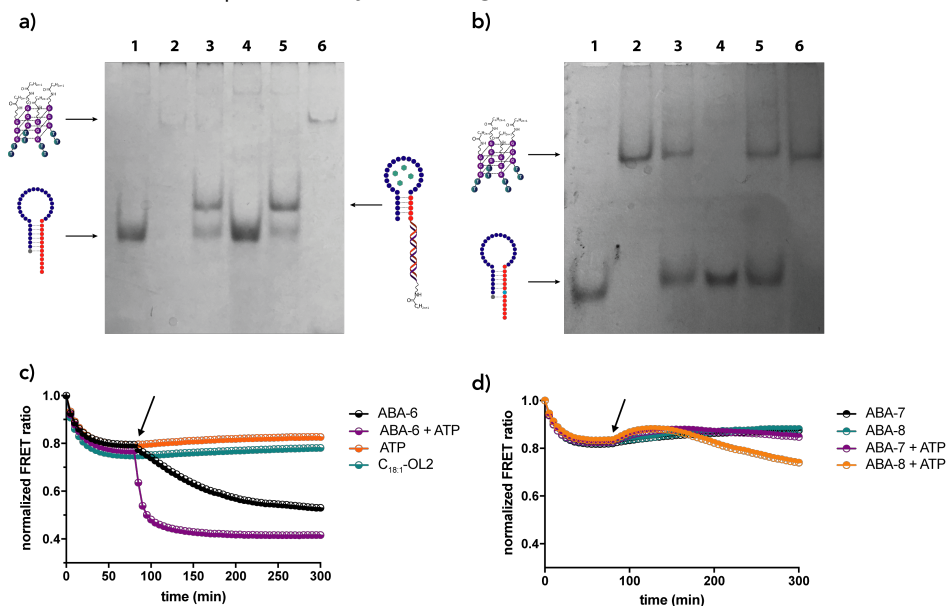 a)
1 2 3 4 5 6
b)
1 2 3 4 5 6
c)
normalized FRET ratio
1.0
0.8
0.6
0.4
0 50 100 150 200 250 300
time (min)
ABA-6
ABA-6 + ATP
ATP
C18:1-OL2
d)
normalized FRET ratio
1.0
0.8
0.6
0.4
0 100 200 300
time (min)
ABA-7
ABA-8
ABA-7 + ATP
ABA-8 + ATP